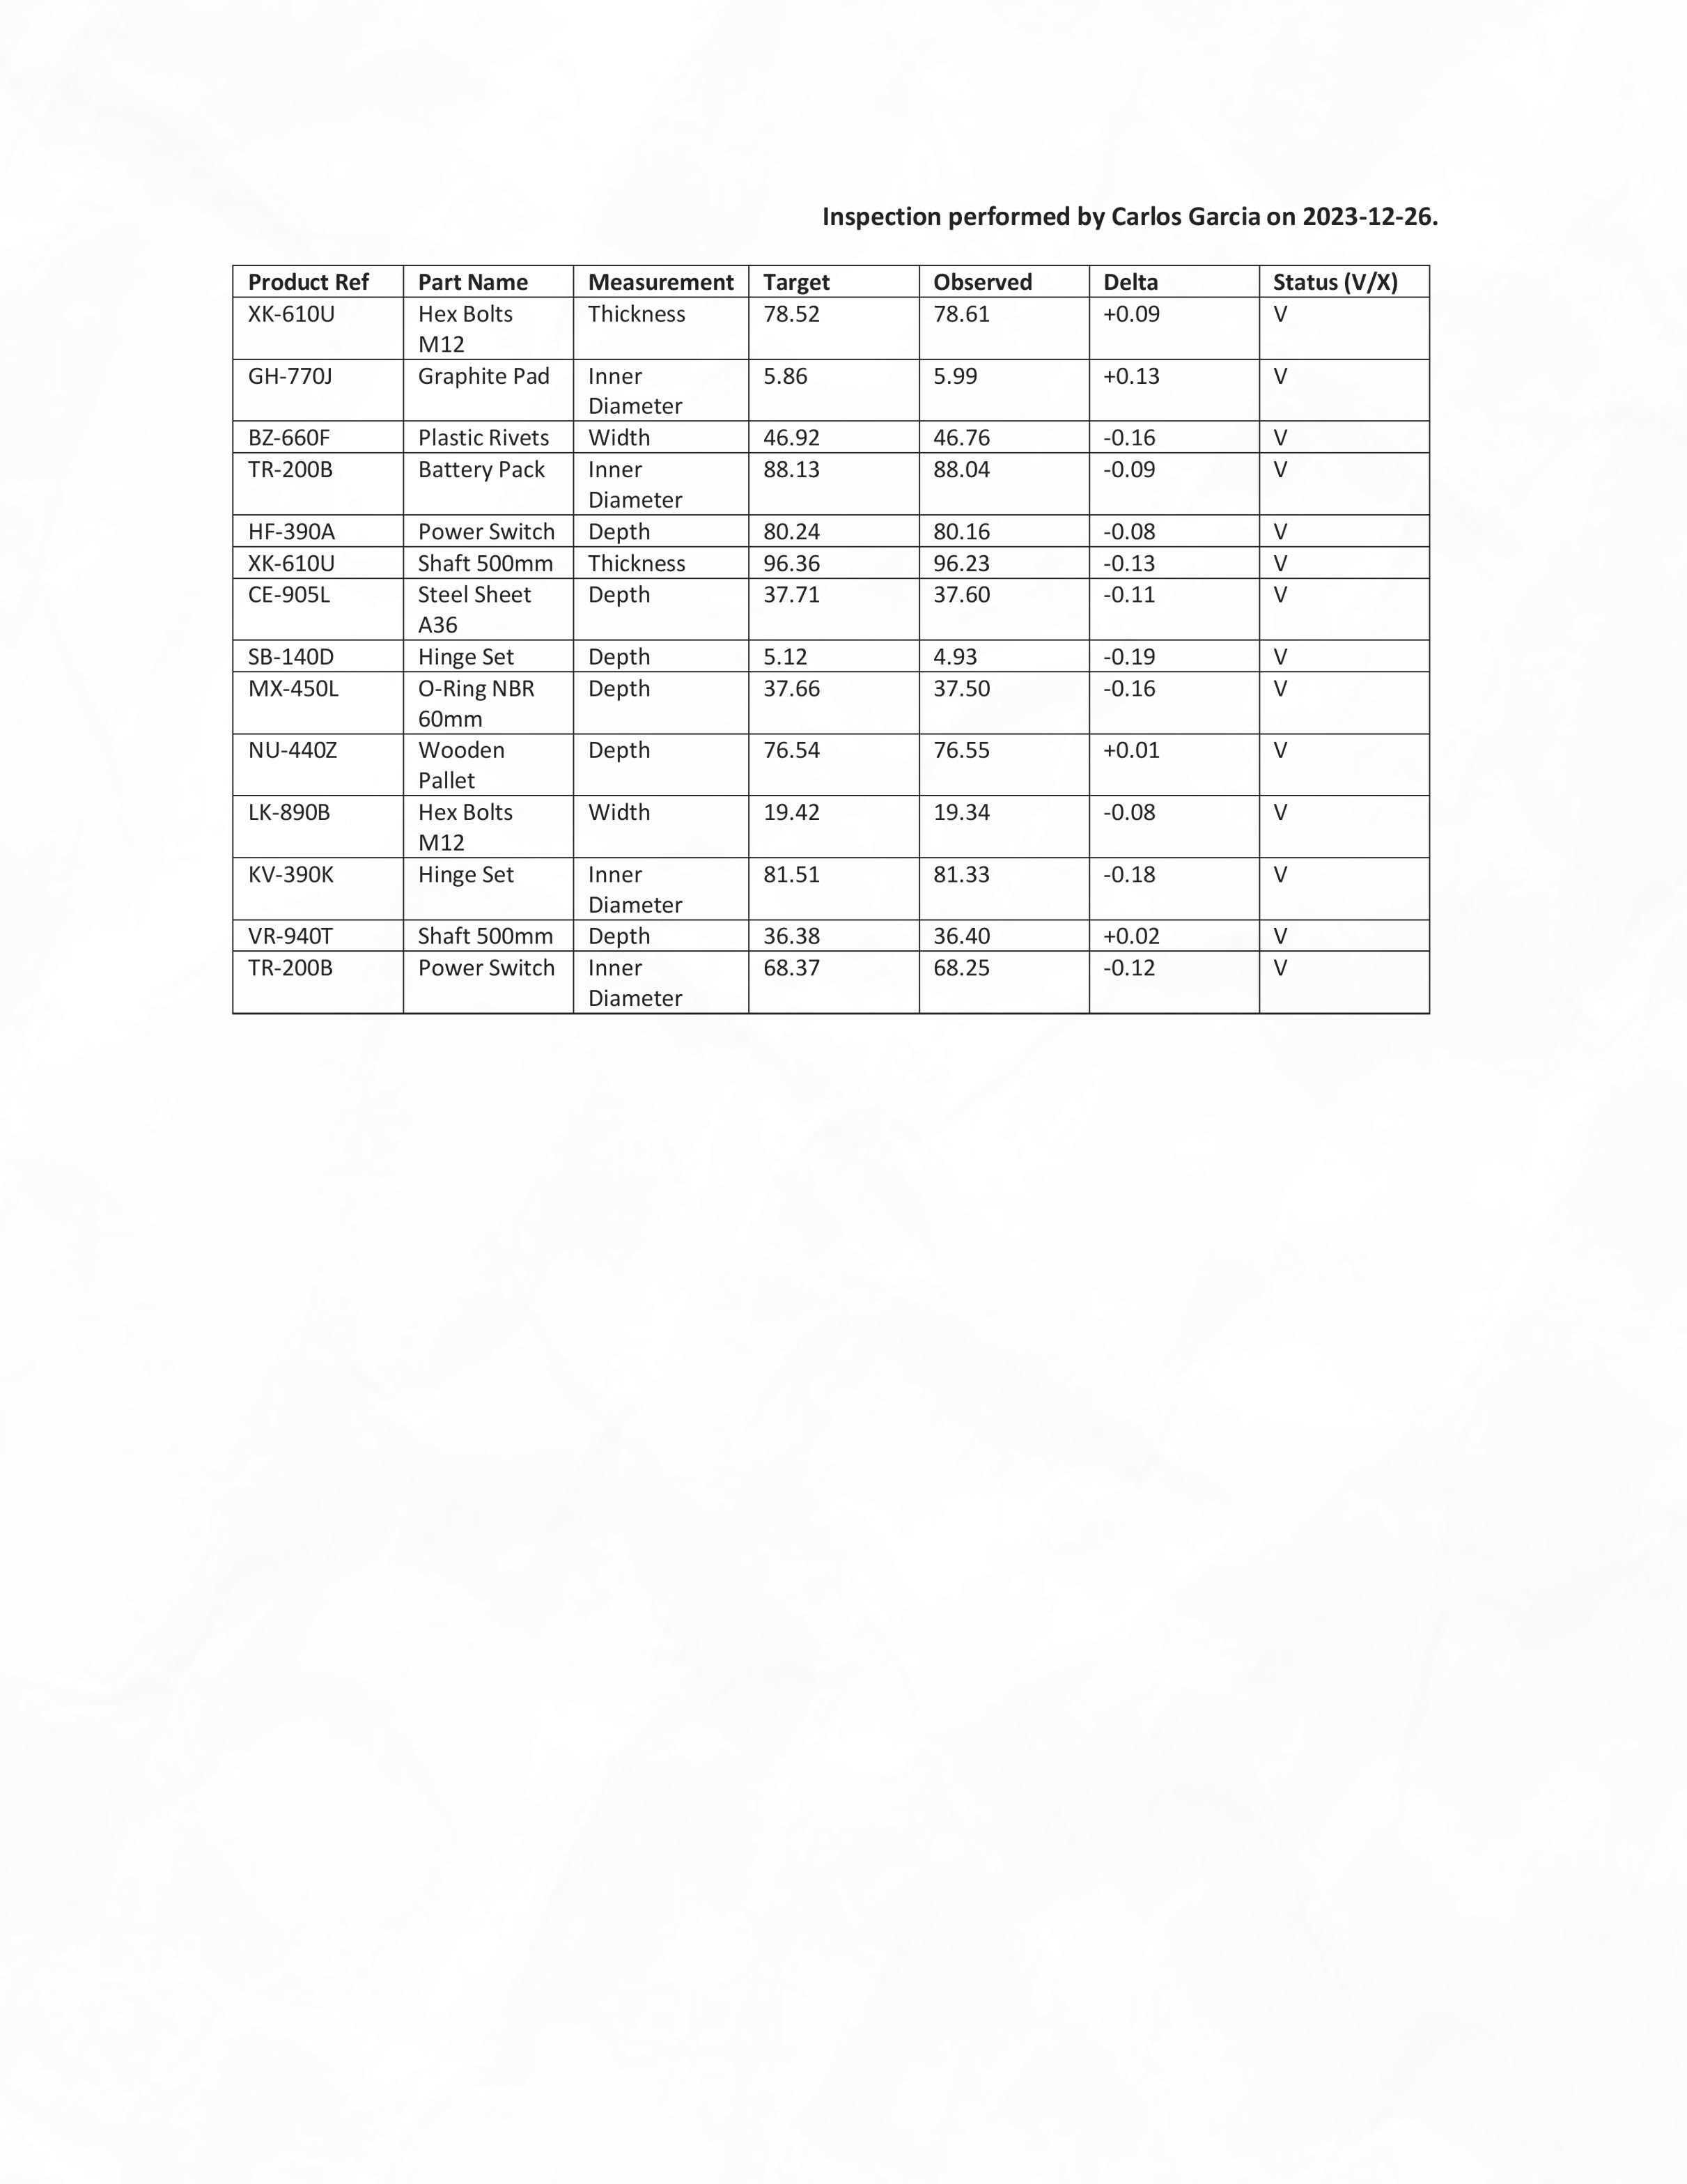 Inspection performed by Carlos Garcia on 2023-12-26.
Product Ref Part Name Measurement Target Observed Delta Status (V/X)
XK-610U Hex Bolts M12 Thickness 78.52 78.61 +0.09 V
GH-770J Graphite Pad Inner Diameter 5.86 5.99 +0.13 V
BZ-660F Plastic Rivets Width 46.92 46.76 -0.16 V
TR-200B Battery Pack Inner Diameter 88.13 88.04 -0.09 V
HF-390A Power Switch Depth 80.24 80.16 -0.08 V
XK-610U Shaft 500mm Thickness 96.36 96.23 -0.13 V
CE-905L Steel Sheet A36 Depth 37.71 37.60 -0.11 V
SB-140D Hinge Set Depth 5.12 4.93 -0.19 V
MX-450L O-Ring NBR 60mm Depth 37.66 37.50 -0.16 V
NU-440Z Wooden Pallet Depth 76.54 76.55 +0.01 V
LK-890B Hex Bolts M12 Width 19.42 19.34 -0.08 V
KV-390K Hinge Set Inner Diameter 81.51 81.33 -0.18 V
VR-940T Shaft 500mm Depth 36.38 36.40 +0.02 V
TR-200B Power Switch Inner Diameter 68.37 68.25 -0.12 V